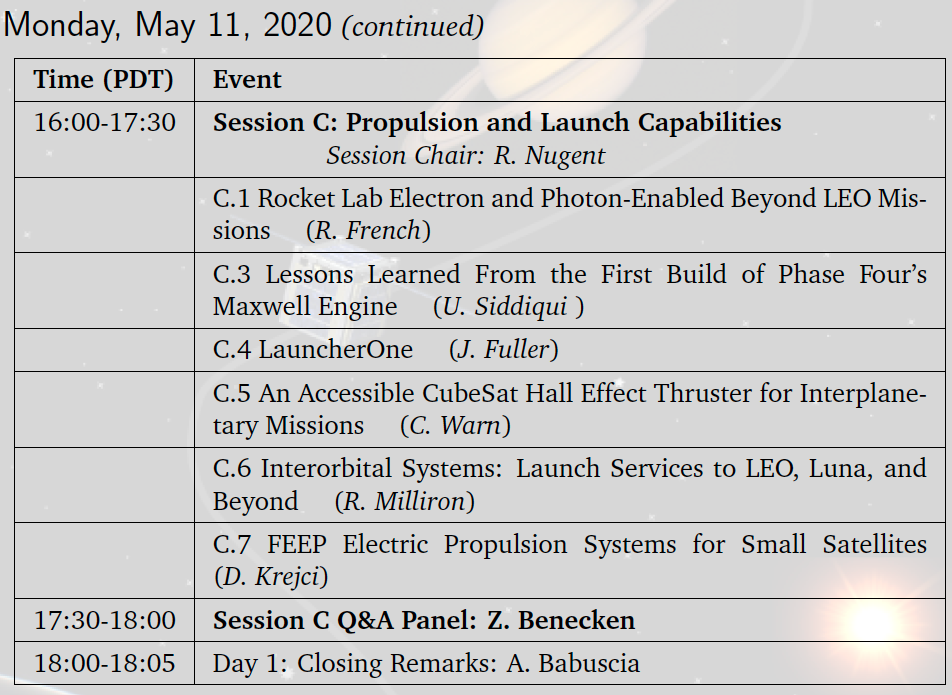 Monday, May 11, 2020 (continued)
Time (PDT) Event
16:00-17:30 Session C: Propulsion and Launch Capabilities
Session Chair: R. Nugent
C.1 Rocket Lab Electron and Photon-Enabled Beyond LEO Mis-
sions (R. French)
C.3 Lessons Learned From the First Build of Phase Four's
Maxwell Engine (U. Siddiqui )
C.4 LauncherOne (J. Fuller)
C.5 An Accessible CubeSat Hall Effect Thruster for Interplane-
tary Missions (C. Warn)
C.6 Interorbital Systems: Launch Services to LEO, Luna, and
Beyond (R. Milliron)
C.7 FEEP Electric Propulsion Systems for Small Satellites
(D. Krejci)
17:30-18:00 Session C Q&A Panel: Z. Benecken
18:00-18:05 Day 1: Closing Remarks: A. Babuscia